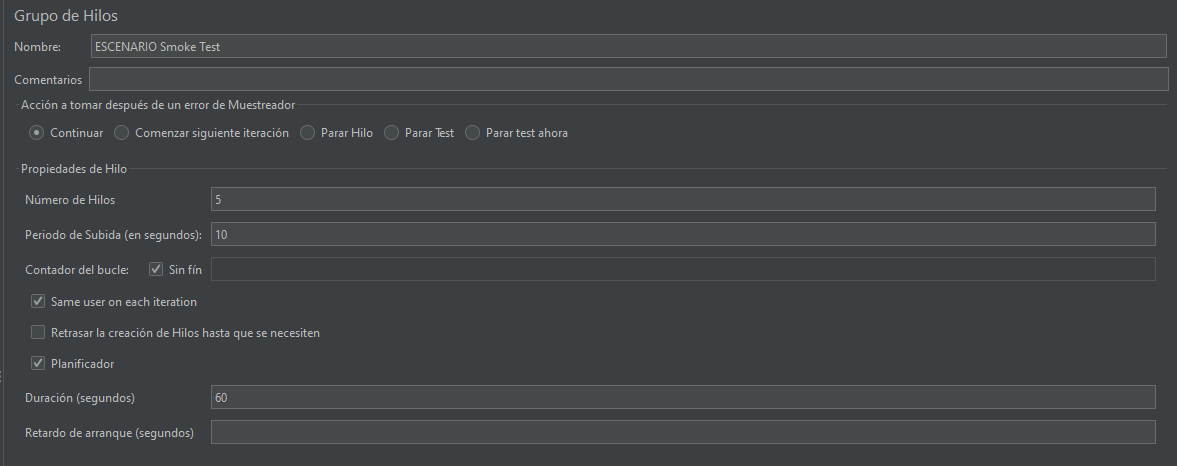 Grupo de Hilos
Nombre: ESCENARIO Smoke Test
Comentarios
Acción a tomar después de un error de Muestreador
Continuar Comenzar siguiente iteración Parar Hilo Parar Test Parar test ahora
Propiedades de Hilo
Número de Hilos 5
Periodo de Subida (en segundos): 10
Contador del bucle: Sin fín
Same user on each iteration
Retrasar la creación de Hilos hasta que se necesiten
Planificador
Duración (segundos) 60
Retardo de arranque (segundos)